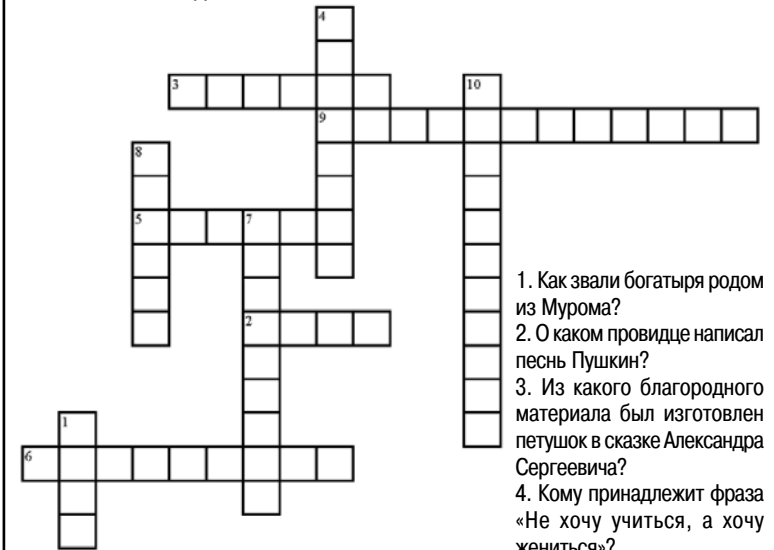 4
3
10
9
8
5
7
1. Как звали богатыря родом
из Мурома?
2. О каком провидце написал
2
песнь Пушкин?
3. Из какого благородного
материала был изготовлен
1
петушок в сказке Александра
6
Сергеевича?
4. Кому принадлежит фраза
«Не хочу учиться, а хочу
жениться»?